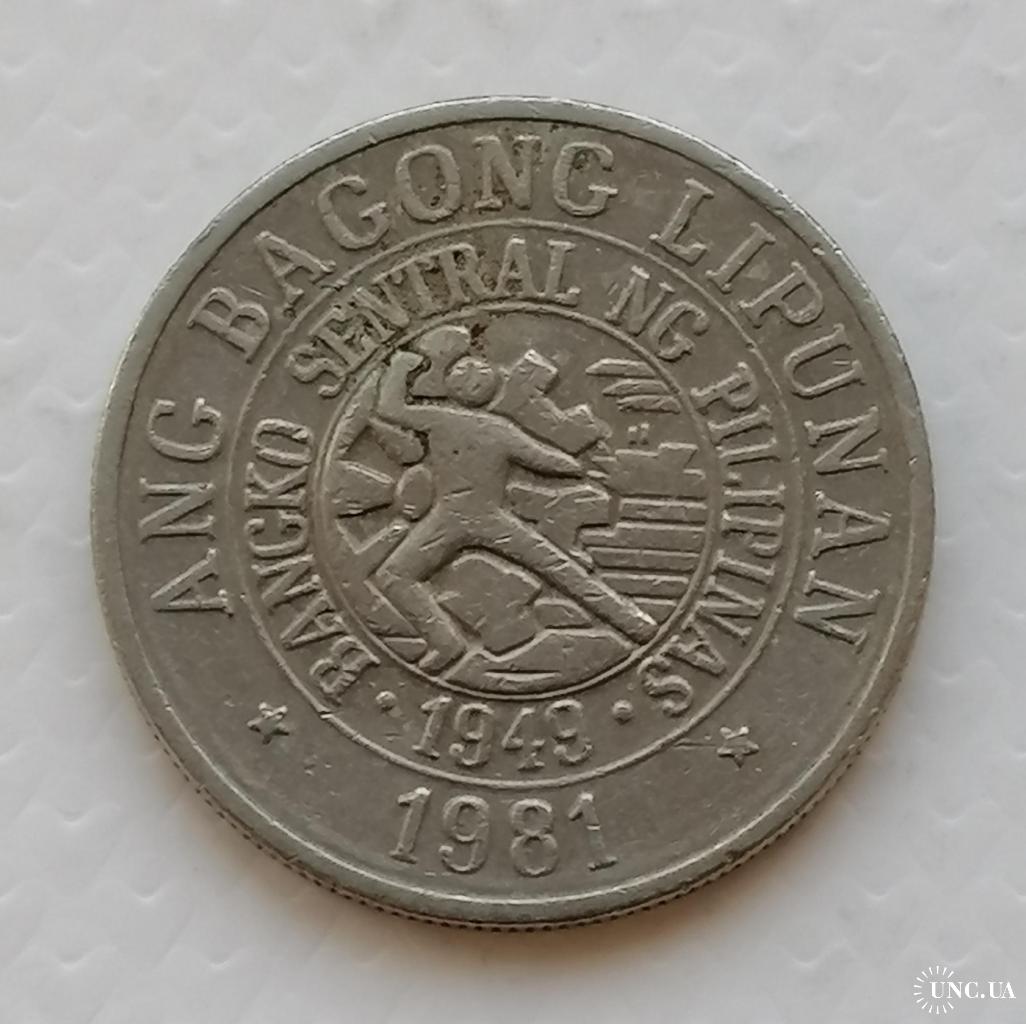 ANG BAGONG LIPUNAN
BANGKO SENTRAL NG PILIPINAS
1949
1981
UNC.UA